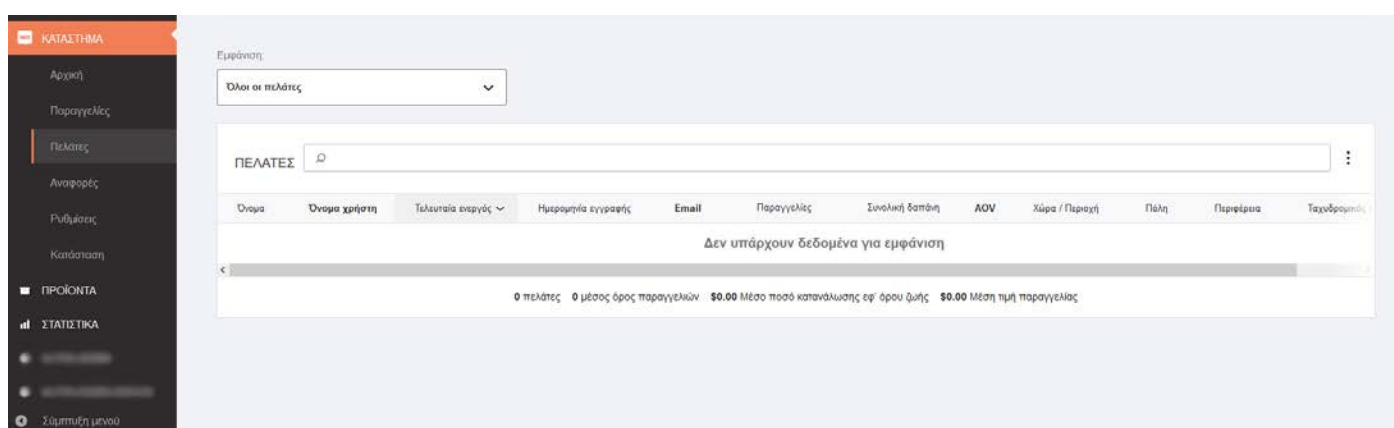 ΚΑΤΑΣΤΗΜΑ
Αρχική
Παραγγελίες
Πελάτες
Αναφορές
Ρυθμίσεις
Κατάσταση
ΠΡΟΪΟΝΤΑ
ΣΤΑΤΙΣΤΙΚΑ
Σύμπτυξη μενού
Εμφάνιση:
Όλοι οι πελάτες
ΠΕΛΑΤΕΣ
Όνομα Όνομα χρήστη Τελευταία ενεργός Ημερομηνία εγγραφής Email Παραγγελίες Συνολική δαπάνη AOV Χώρα / Περιοχή Πόλη Περιφέρεια Ταχυδρομικός
Δεν υπάρχουν δεδομένα για εμφάνιση
0 πελάτες 0 μέσος όρος παραγγελιών $0.00 Μέσο ποσό κατανάλωσης εφ' όρου ζωής $0.00 Μέση τιμή παραγγελίας